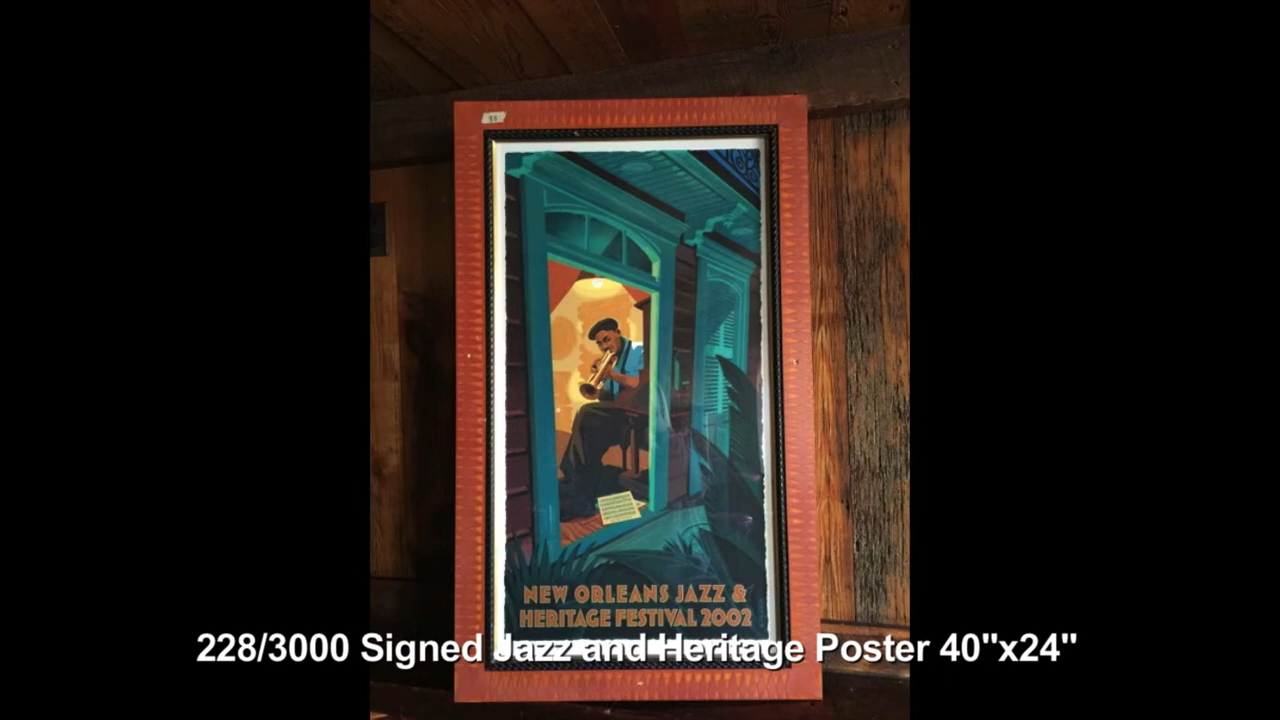 NEW ORLEANS JAZZ &
HERITAGE FESTIVAL 2002
228/3000 Signed Jazz and Heritage Poster 40"x24"